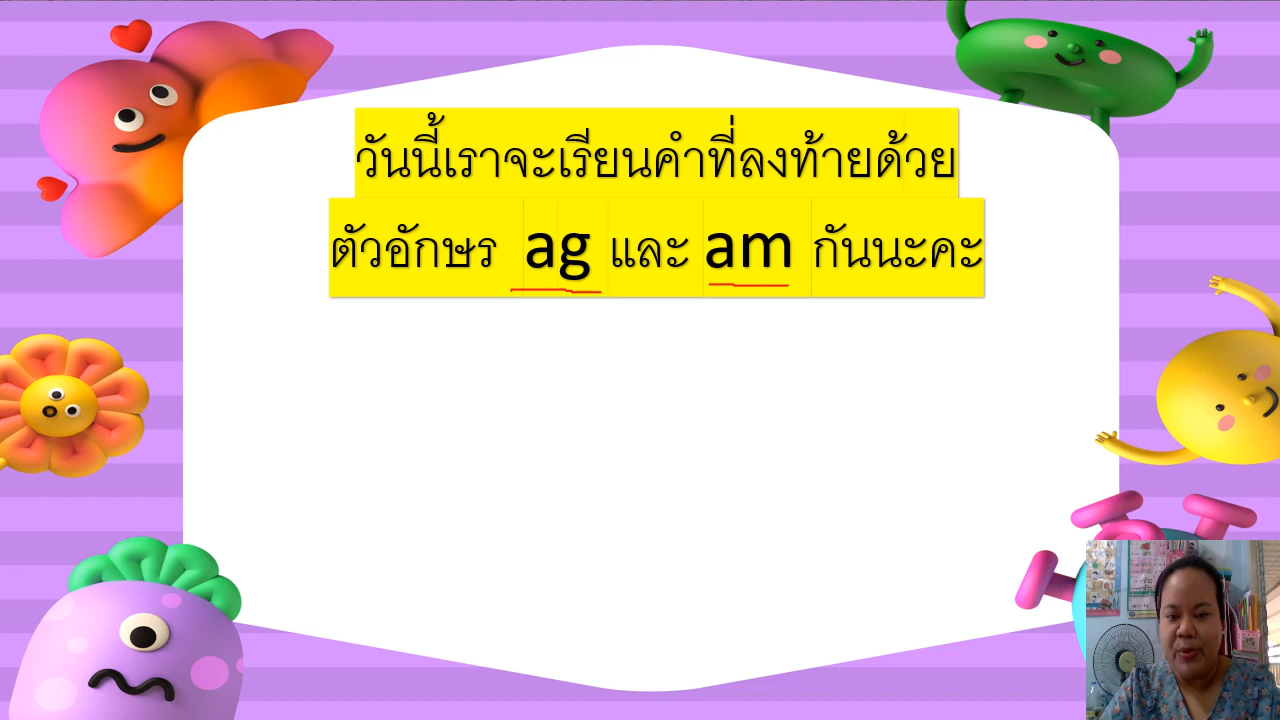 วันนี้เราจะเรียนคำที่ลงท้ายด้วย
ตัวอักษร ag และ am กันนะคะ